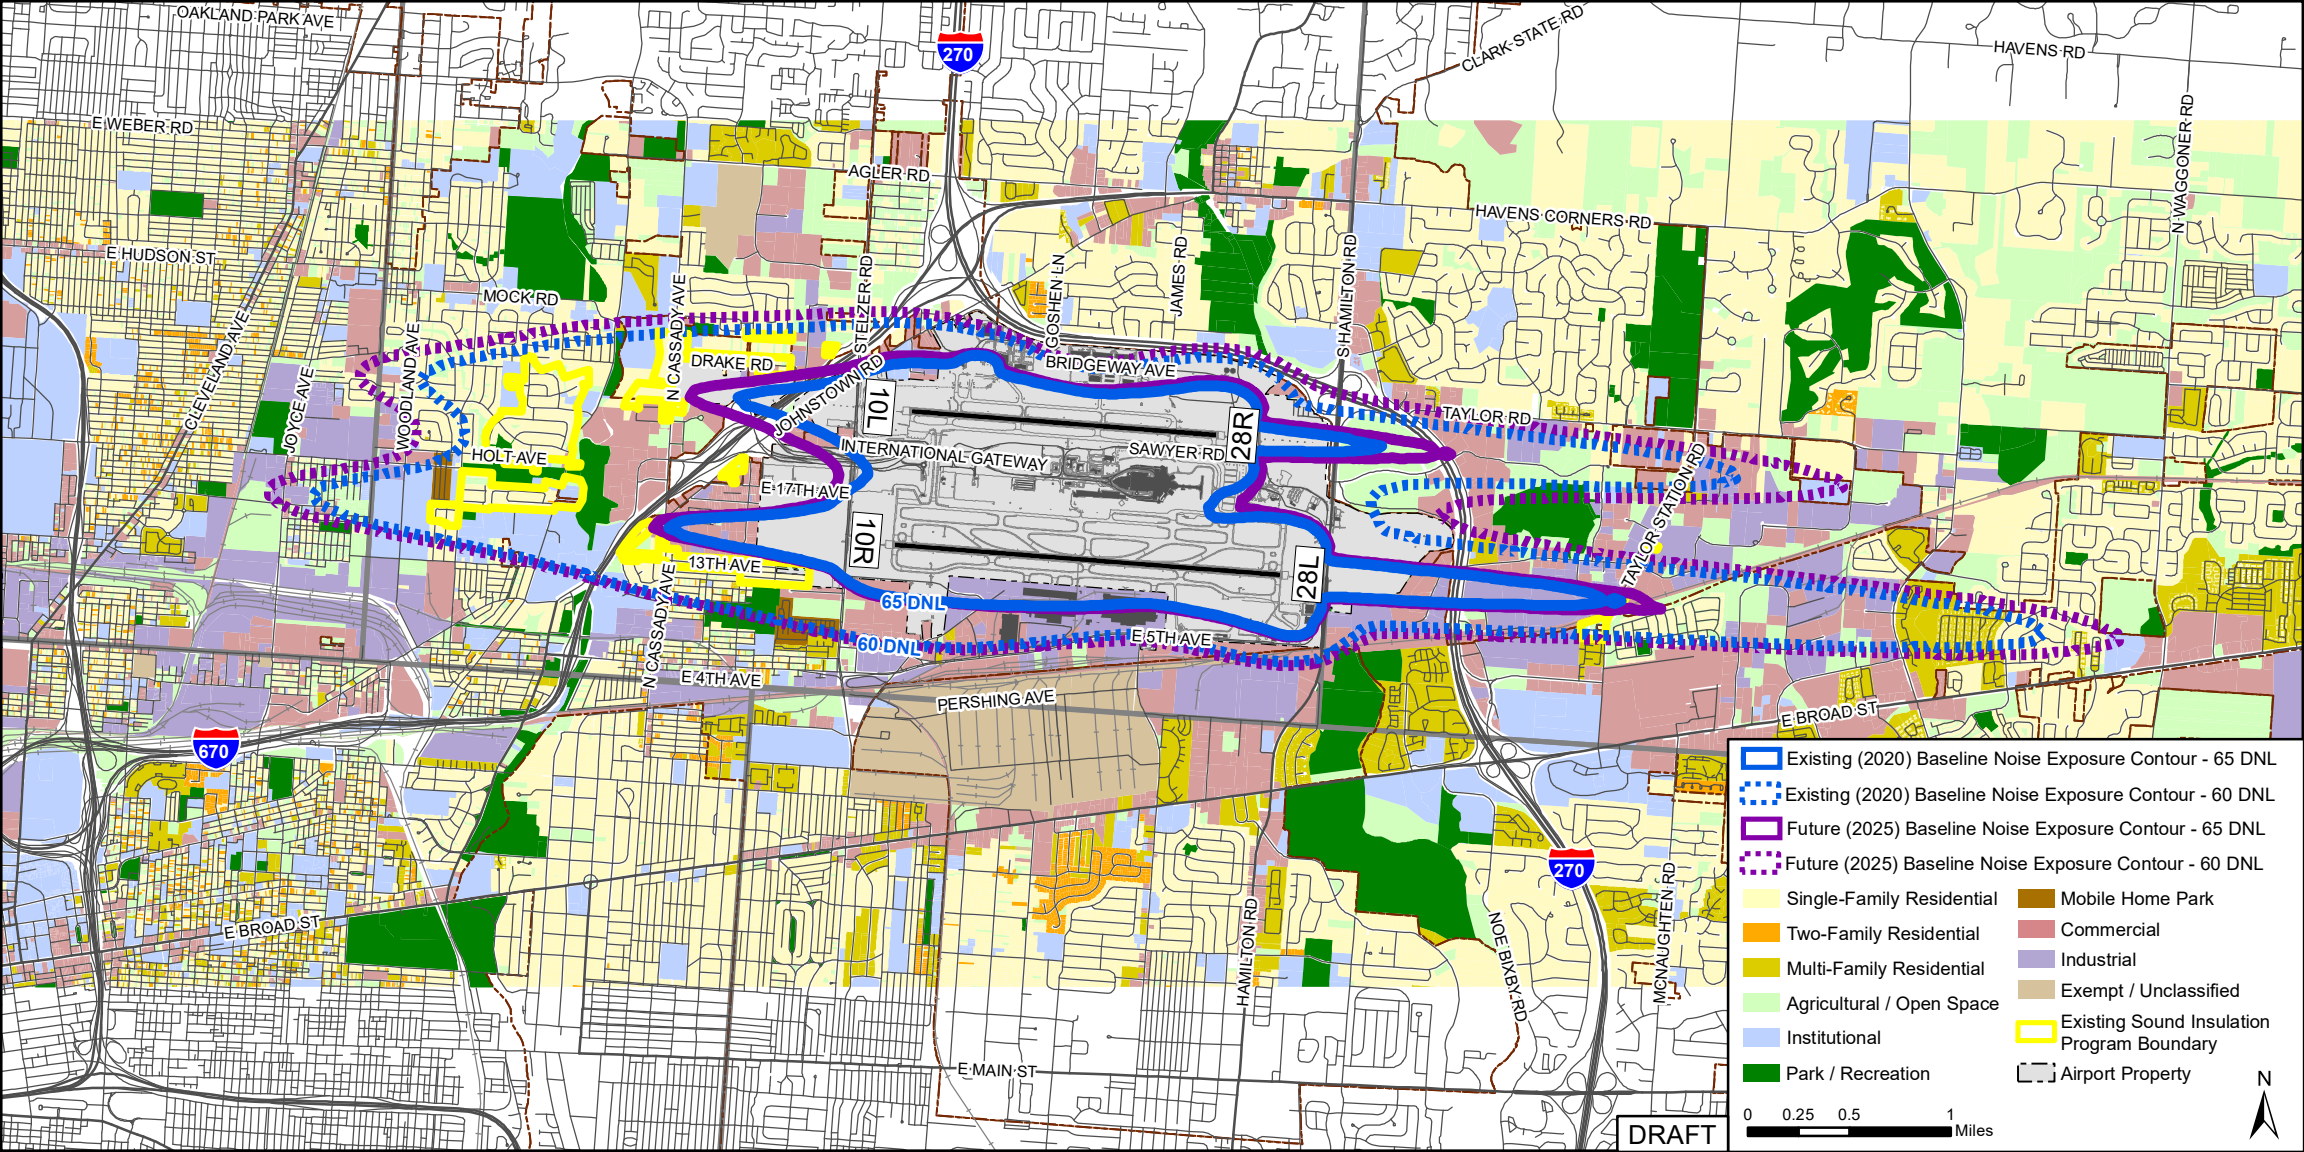 OAKLAND PARK AVE
270
CLARK STATE RD
HAVENS RD
E WEBER RD
N WAGGONER RD
AGLER RD
HAVENS CORNERS RD
E HUDSON ST
MOCK RD
N CASSADY AVE
STELZER RD
GOSHEN LN
JAMES RD
S HAMILTON RD
CLEVELAND AVE
JOYCE AVE
WOODLAND AVE
DRAKE RD
JOHNSTOWN RD
BRIDGEWAY AVE
TAYLOR RD
10L
28R
HOLT AVE
INTERNATIONAL GATEWAY
SAWYER RD
E 17TH AVE
TAYLOR STATION RD
10R
28L
13TH AVE
65 DNL
60 DNL
E 5TH AVE
N CASSADY AVE
E 4TH AVE
PERSHING AVE
E BROAD ST
670
270
E BROAD ST
HAMILTON RD
NOE BIXBY RD
MCNAUGHTEN RD
E MAIN ST
DRAFT
Existing (2020) Baseline Noise Exposure Contour - 65 DNL
Existing (2020) Baseline Noise Exposure Contour - 60 DNL
Future (2025) Baseline Noise Exposure Contour - 65 DNL
Future (2025) Baseline Noise Exposure Contour - 60 DNL
Single-Family Residential
Two-Family Residential
Multi-Family Residential
Agricultural / Open Space
Institutional
Park / Recreation
Mobile Home Park
Commercial
Industrial
Exempt / Unclassified
Existing Sound Insulation
Program Boundary
Airport Property
N
0 0.25 0.5 1
Miles